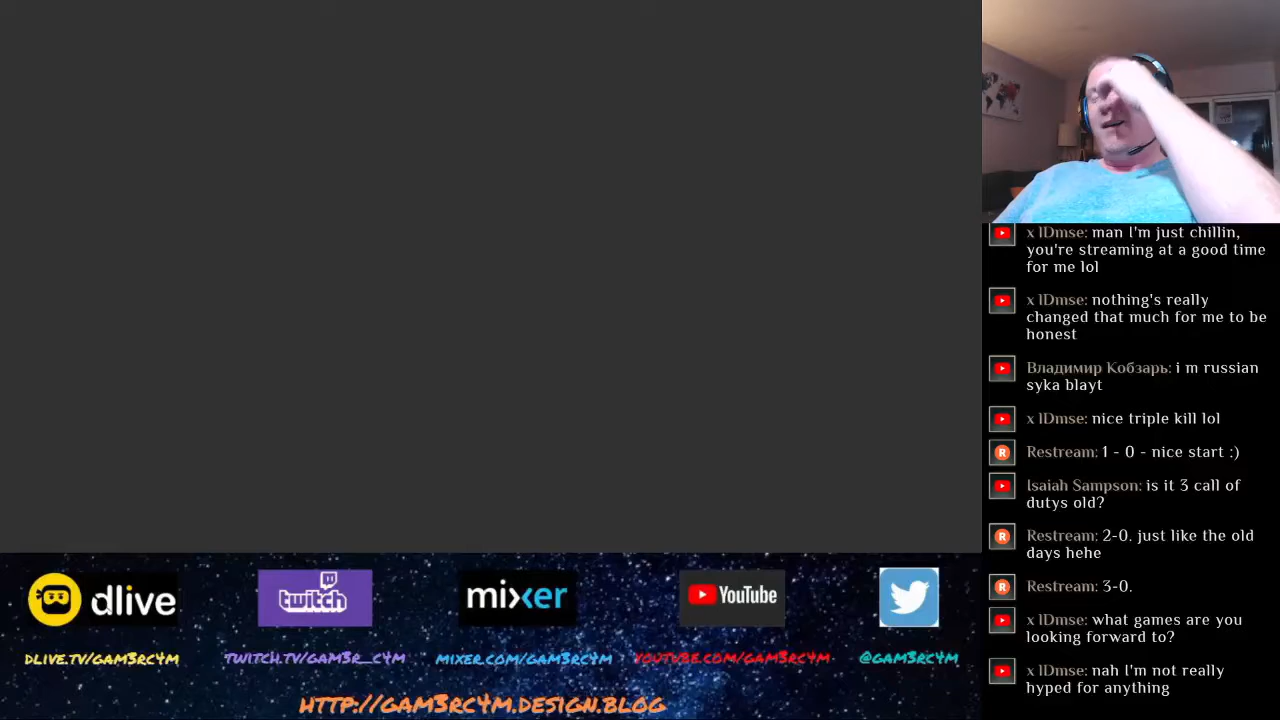 x lDmse: man I'm just chillin,
you're streaming at a good time
for me lol
x lDmse: nothing's really
changed that much for me to be
honest
Владимир Кобзарь: i m russian
syka blayt
x lDmse: nice triple kill lol
Restream: 1 - 0 - nice start :)
Isaiah Sampson: is it 3 call of
dutys old?
Restream: 2-0. just like the old
days hehe
Restream: 3-0.
x lDmse: what games are you
looking forward to?
x lDmse: nah I'm not really
hyped for anything
dlive
twitch
mixer
YouTube
DLIVE.TV/GAM3RC4M
TWITCH.TV/GAM3R_C4M
MIXER.COM/GAM3RC4M
YOUTUBE.COM/GAM3RC4M
@GAM3RC4M
HTTP://GAM3RC4M.DESIGN.BLOG